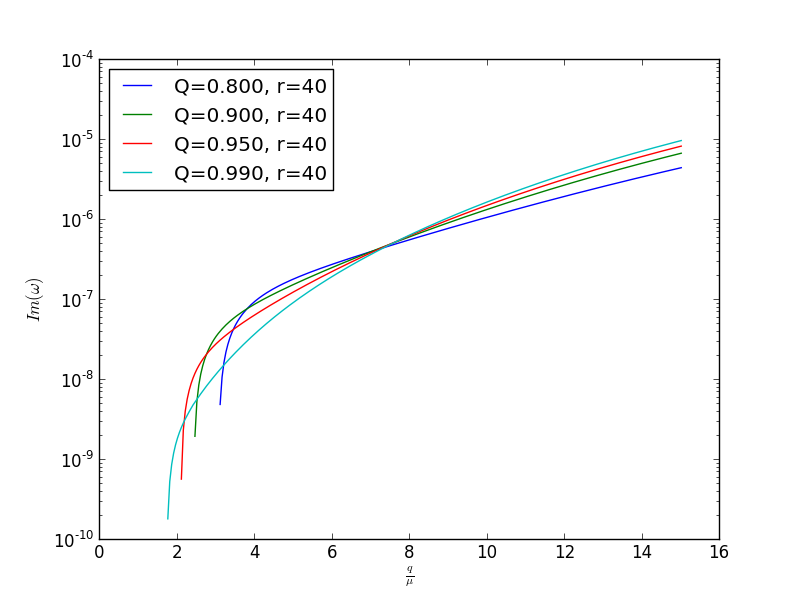 10^-4
Q=0.800, r=40
Q=0.900, r=40
Q=0.950, r=40
Q=0.990, r=40
10^-5
10^-6
10^-7
10^-8
10^-9
10^-10
Im(ω)
0 2 4 6 8 10 12 14 16
q/μ